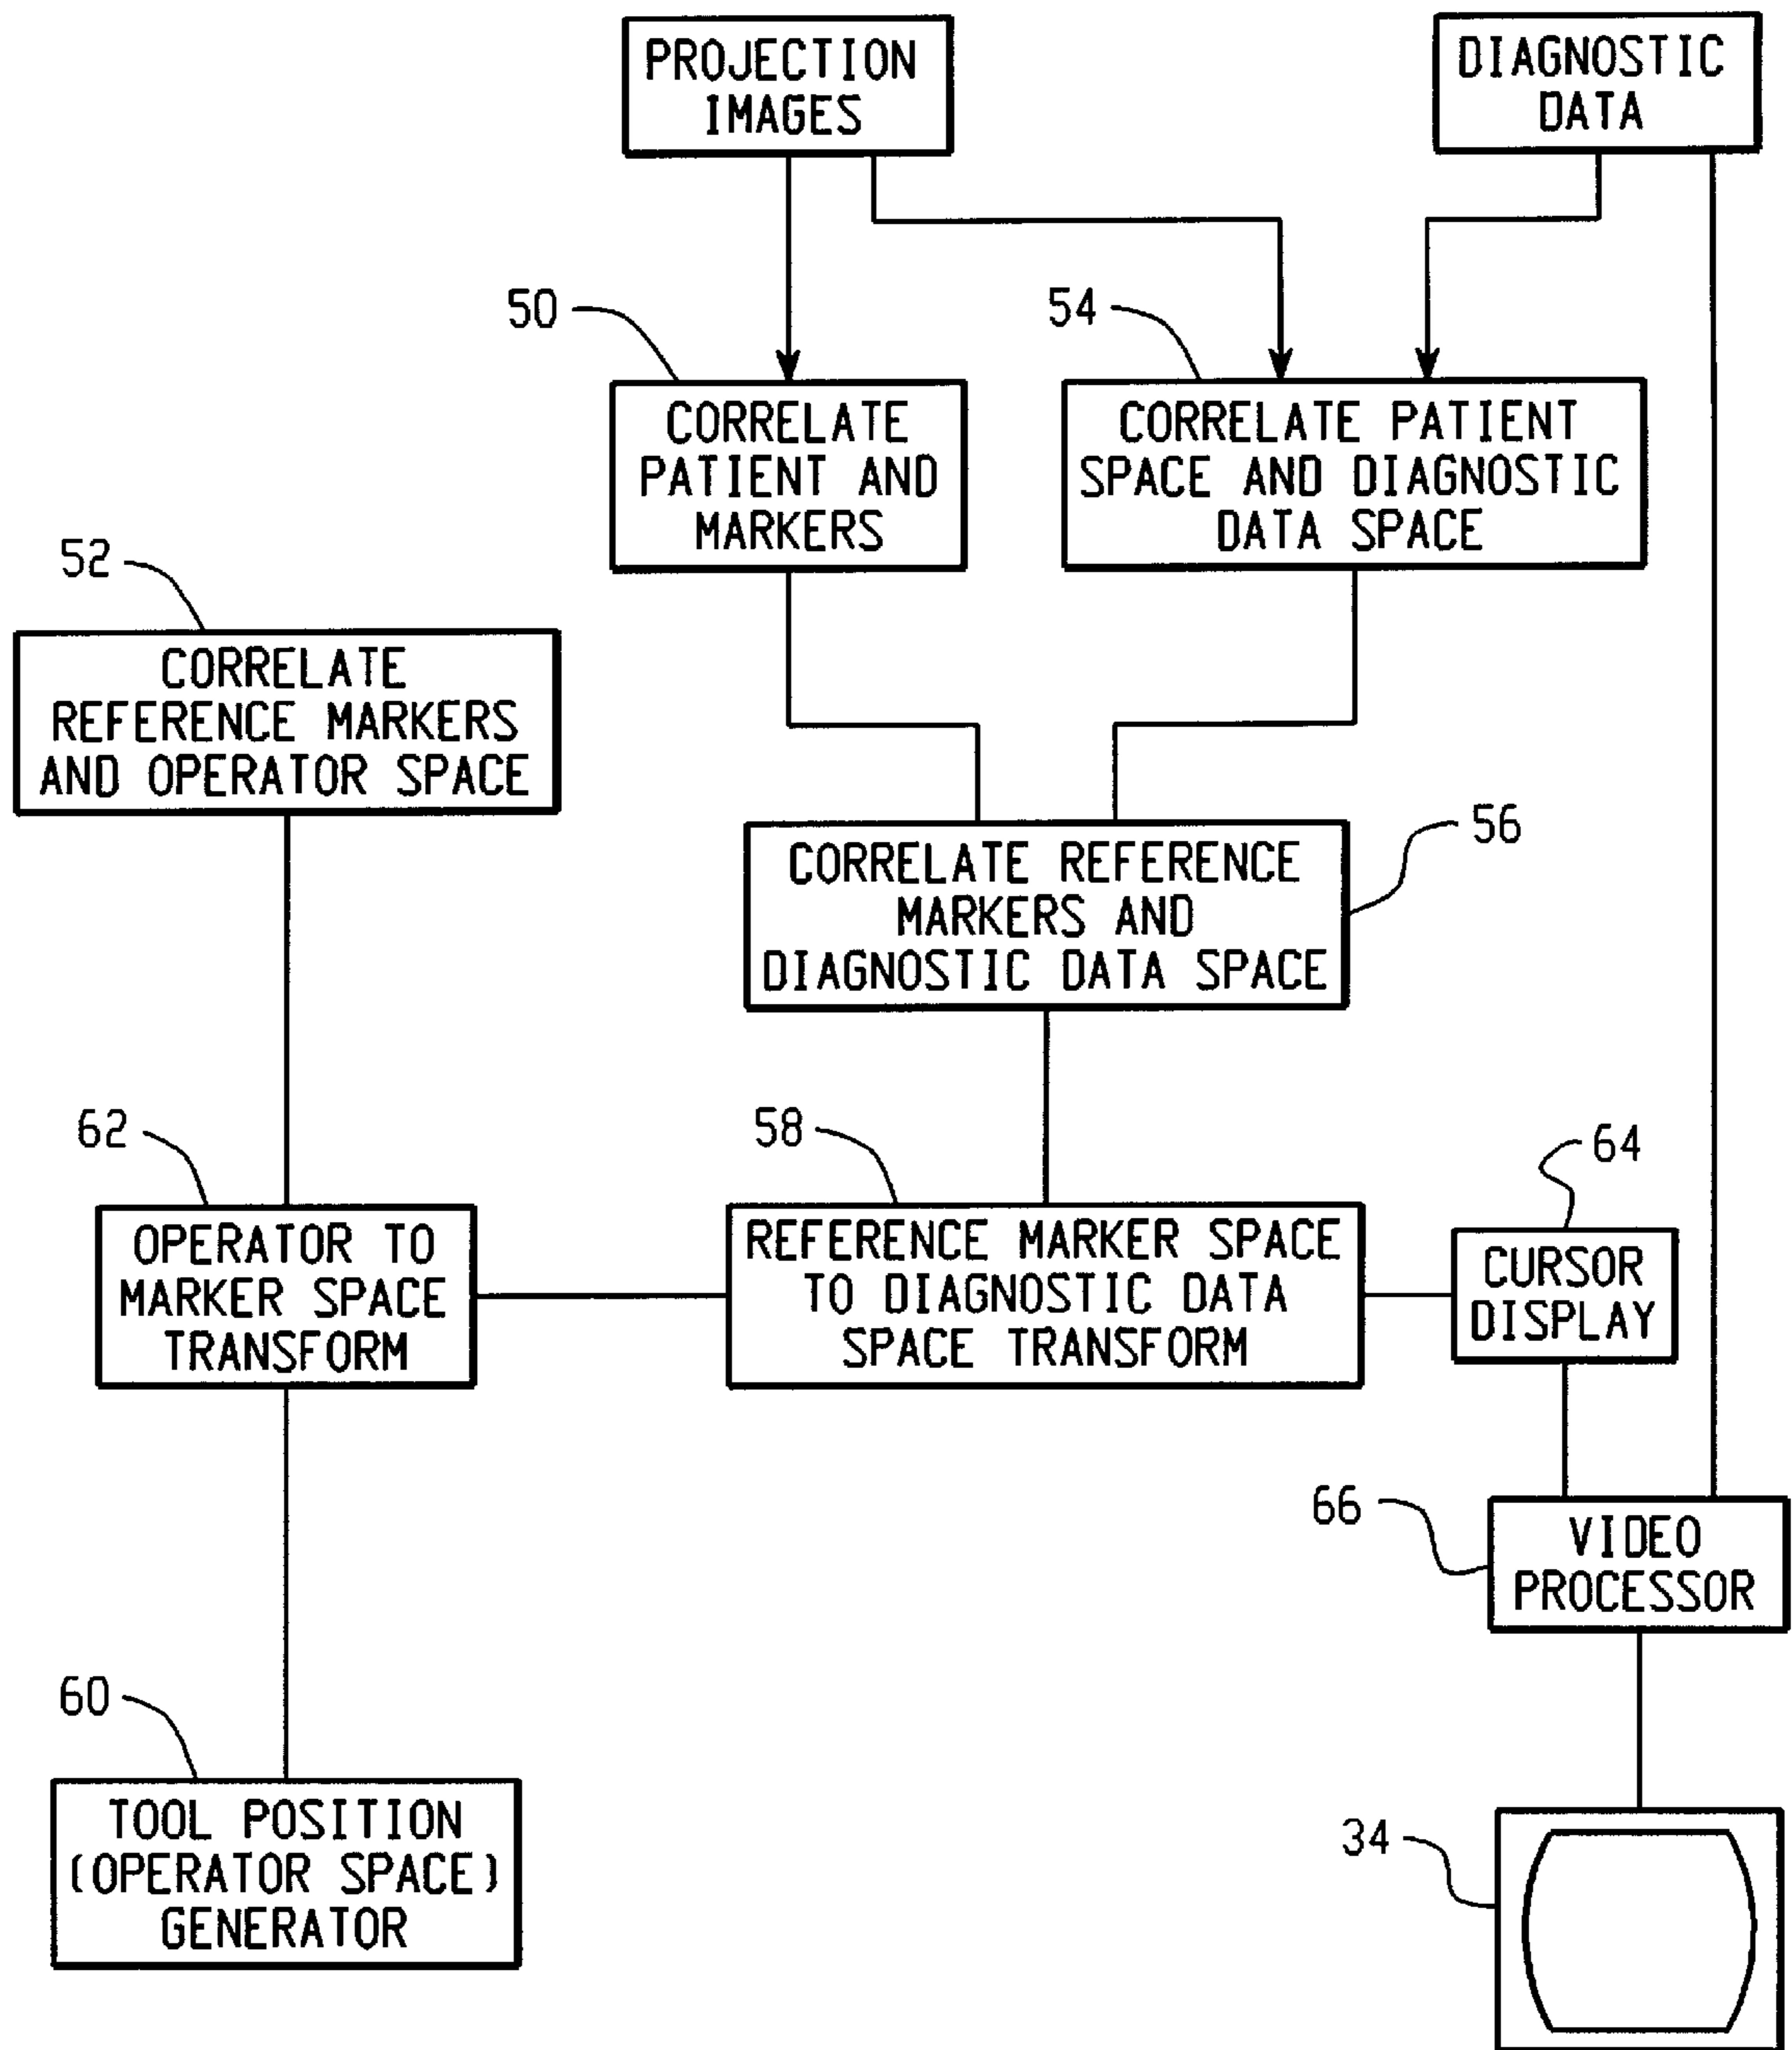 PROJECTION
IMAGES
DIAGNOSTIC
DATA
50
54
CORRELATE
PATIENT AND
MARKERS
CORRELATE PATIENT
SPACE AND DIAGNOSTIC
DATA SPACE
52
CORRELATE
REFERENCE MARKERS
AND OPERATOR SPACE
56
CORRELATE REFERENCE
MARKERS AND
DIAGNOSTIC DATA SPACE
62
58
64
OPERATOR TO
MARKER SPACE
TRANSFORM
REFERENCE MARKER SPACE
TO DIAGNOSTIC DATA
SPACE TRANSFORM
CURSOR
DISPLAY
66
VIDEO
PROCESSOR
60
TOOL POSITION
(OPERATOR SPACE)
GENERATOR
34